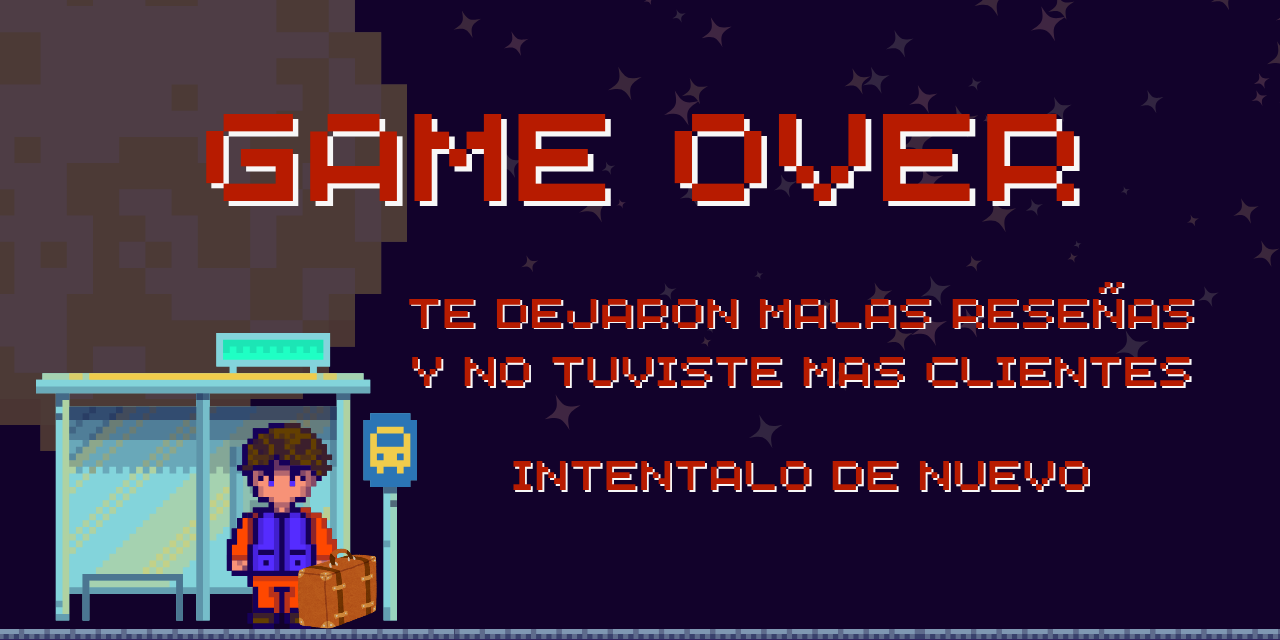 GAME OVER
TE DEJARON MALAS RESEÑAS
Y NO TUVISTE MAS CLIENTES
INTENTALO DE NUEVO